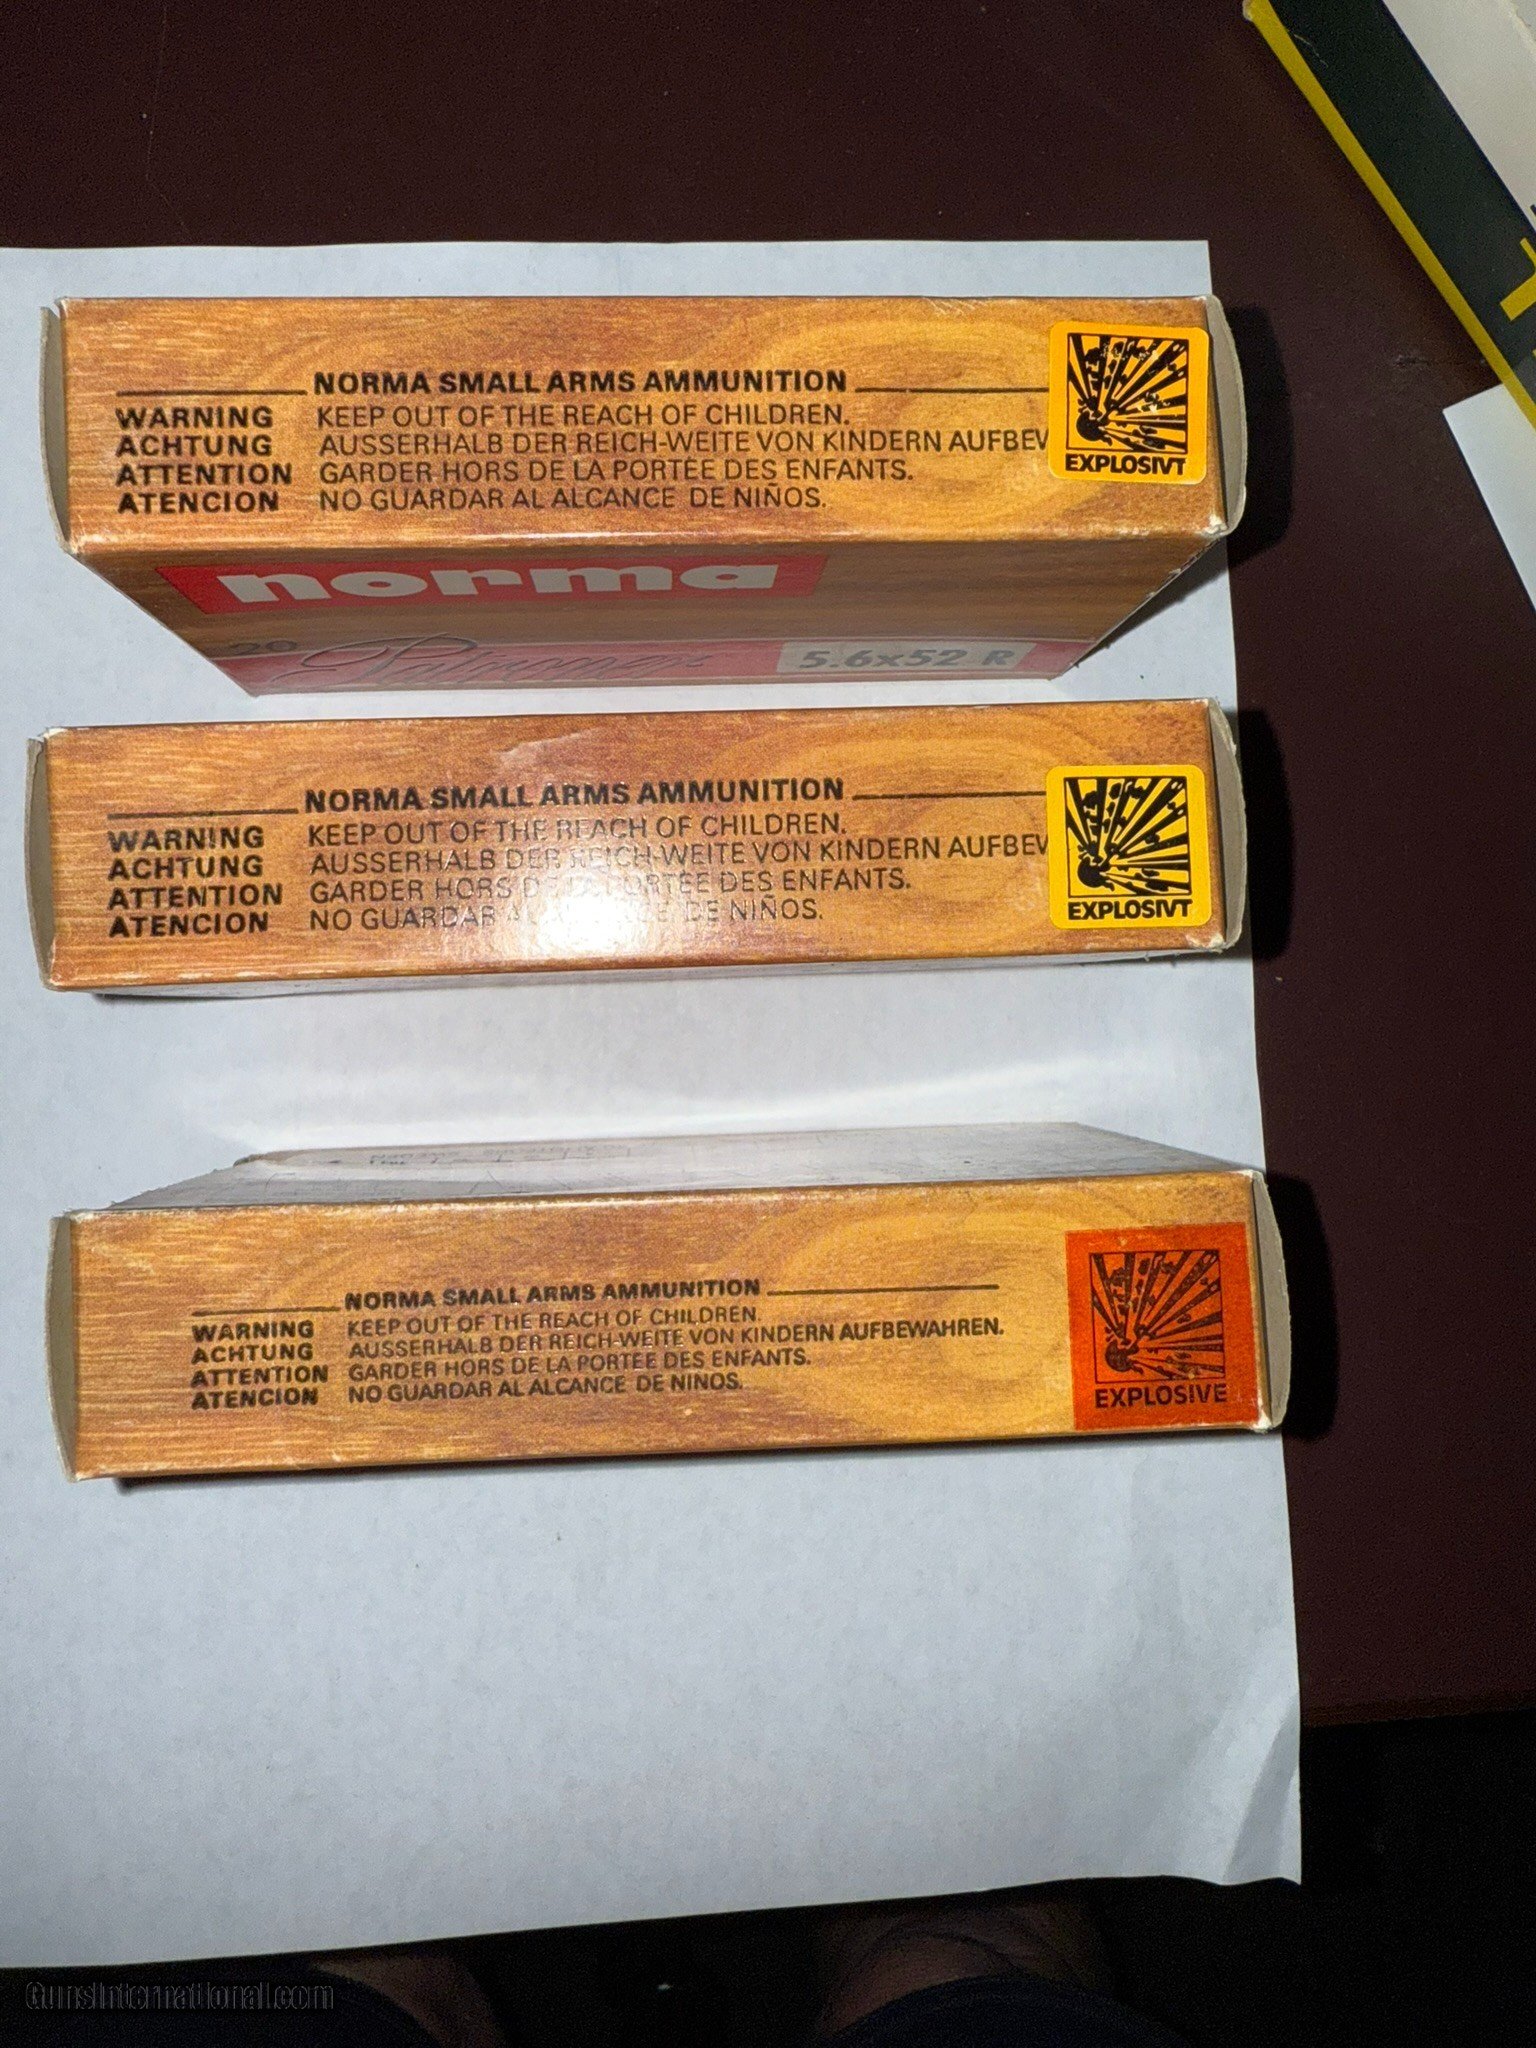 NORMA SMALL ARMS AMMUNITION
WARNING KEEP OUT OF THE REACH OF CHILDREN.
ACHTUNG AUSSERHALB DER REICH-WEITE VON KINDERN AUFBEW
ATTENTION GARDER HORS DE LA PORTÉE DES ENFANTS.
ATENCION NO GUARDAR AL ALCANCE DE NIÑOS.
EXPLOSIVT
norma
20 Patronen 5.6x52 R
NORMA SMALL ARMS AMMUNITION
WARNING KEEP OUT OF THE REACH OF CHILDREN.
ACHTUNG AUSSERHALB DER REICH-WEITE VON KINDERN AUFBEW
ATTENTION GARDER HORS DE LA PORTÉE DES ENFANTS.
ATENCION NO GUARDAR AL ALCANCE DE NIÑOS.
EXPLOSIVT
NORMA SMALL ARMS AMMUNITION
WARNING KEEP OUT OF THE REACH OF CHILDREN.
ACHTUNG AUSSERHALB DER REICH-WEITE VON KINDERN AUFBEWAHREN.
ATTENTION GARDER HORS DE LA PORTÉE DES ENFANTS.
ATENCION NO GUARDAR AL ALCANCE DE NINOS.
EXPLOSIVE
GunsInternational.com